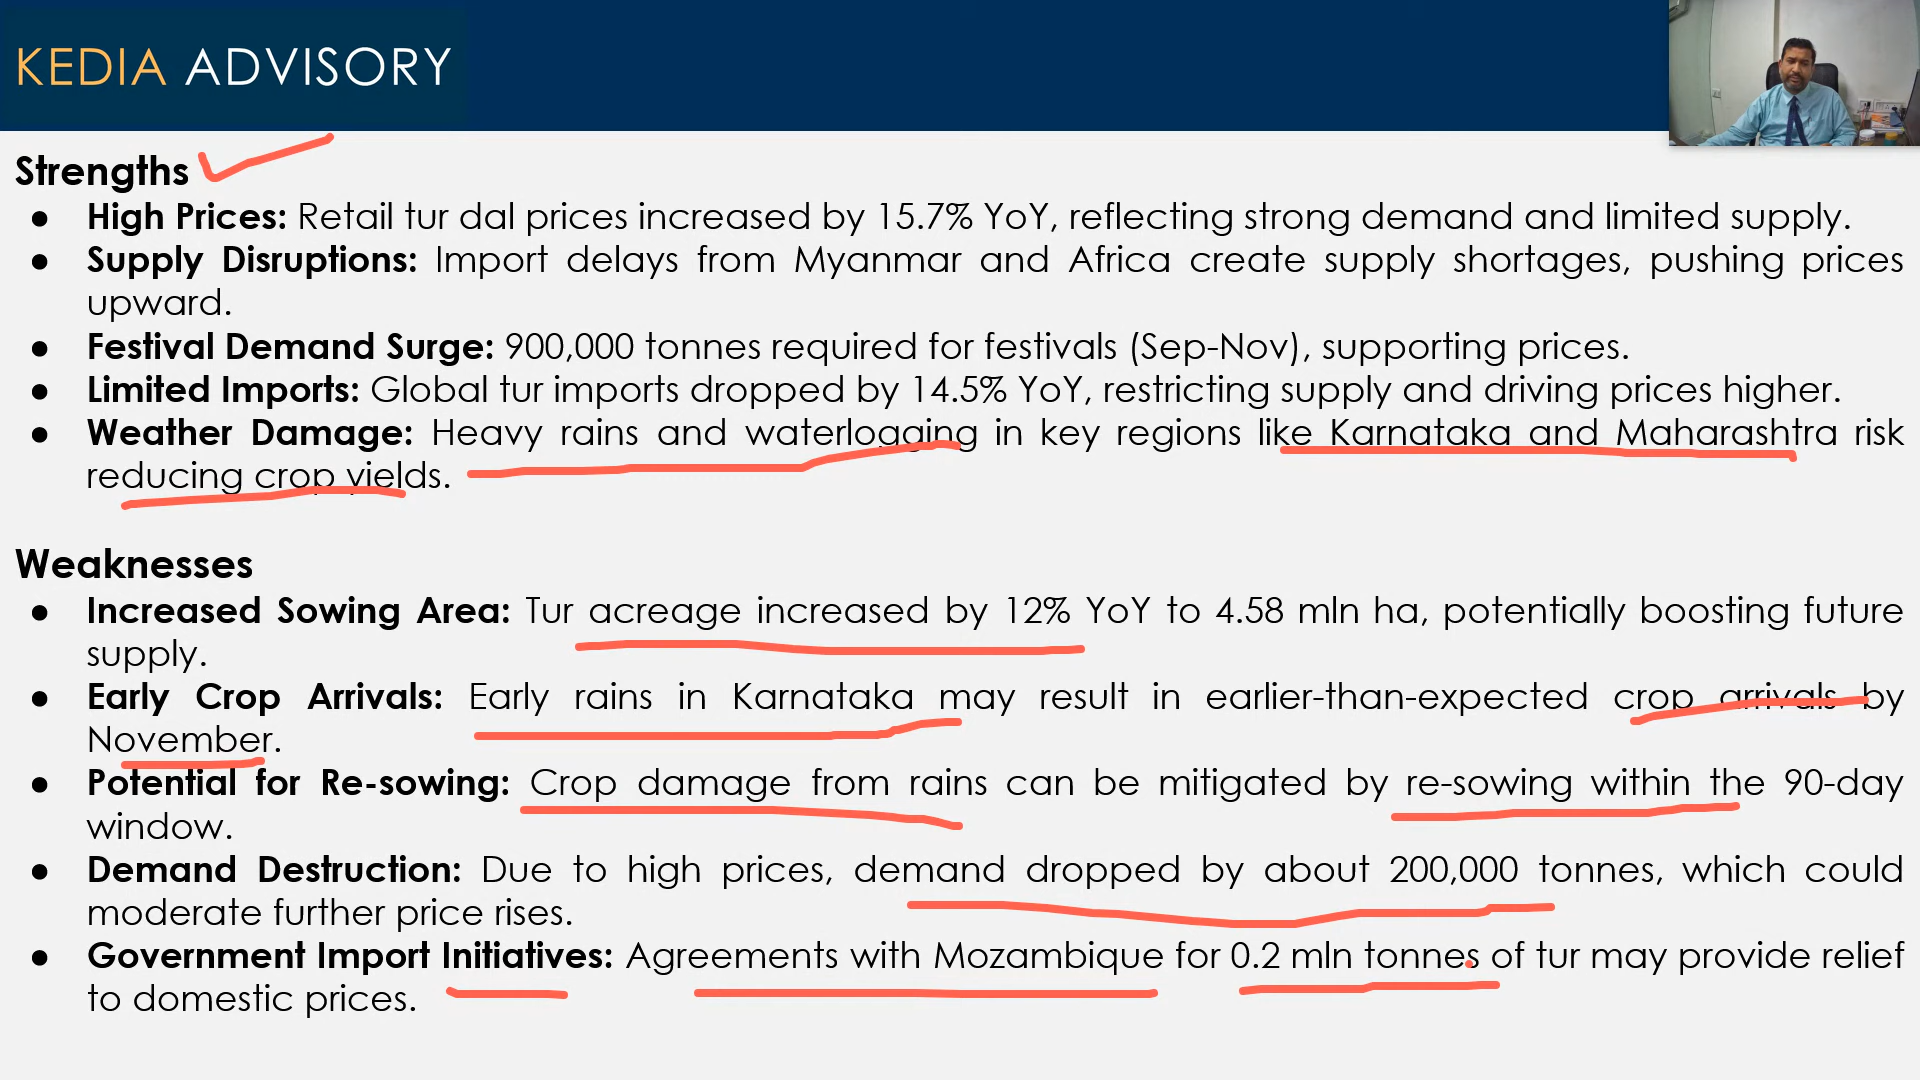 KEDIA ADVISORY
Strengths
● High Prices: Retail tur dal prices increased by 15.7% YoY, reflecting strong demand and limited supply.
● Supply Disruptions: Import delays from Myanmar and Africa create supply shortages, pushing prices
upward.
● Festival Demand Surge: 900,000 tonnes required for festivals (Sep-Nov), supporting prices.
● Limited Imports: Global tur imports dropped by 14.5% YoY, restricting supply and driving prices higher.
● Weather Damage: Heavy rains and waterlogging in key regions like Karnataka and Maharashtra risk
reducing crop yields.
Weaknesses
● Increased Sowing Area: Tur acreage increased by 12% YoY to 4.58 mln ha, potentially boosting future
supply.
● Early Crop Arrivals: Early rains in Karnataka may result in earlier-than-expected crop arrivals by
November.
● Potential for Re-sowing: Crop damage from rains can be mitigated by re-sowing within the 90-day
window.
● Demand Destruction: Due to high prices, demand dropped by about 200,000 tonnes, which could
moderate further price rises.
● Government Import Initiatives: Agreements with Mozambique for 0.2 mln tonnes of tur may provide relief
to domestic prices.